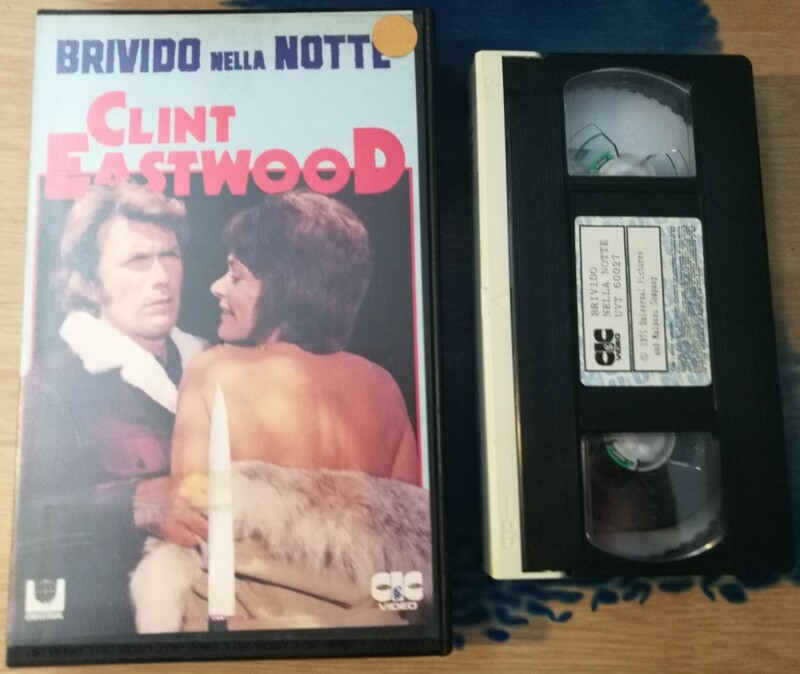 BRIVIDO NELLA NOTTE
CLINT
EASTWOOD
UNIVERSAL
CIC
VIDEO
CIC
VIDEO
BRIVIDO
NELLA NOTTE
UVT 60027
© 1971 Universal Pictures
and Malpaso Company